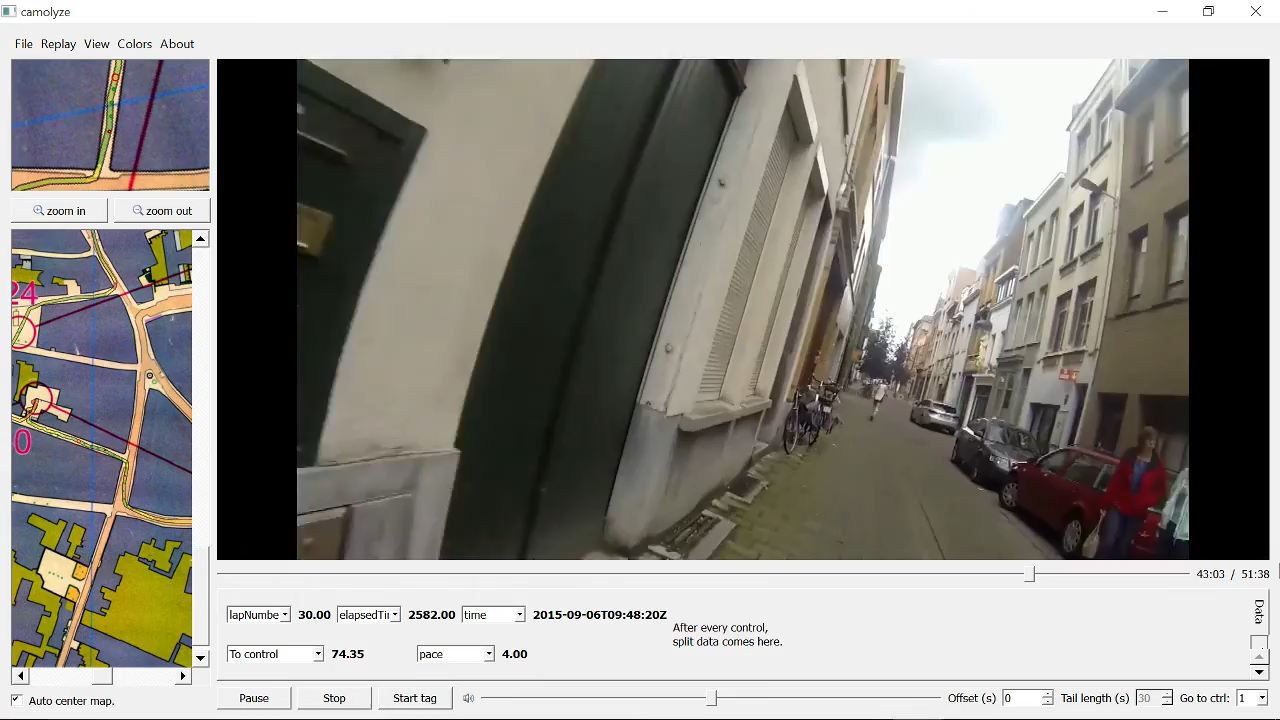 camolyze
File Replay View Colors About
zoom in zoom out
24
0
43:03 / 51:38
lapNumbe 30.00 elapsedTir 2582.00 time 2015-09-06T09:48:20Z
After every control,
split data comes here.
Data
To control 74.35 pace 4.00
Auto center map.
Pause Stop Start tag Offset (s) 0 Tail length (s) 30 Go to ctrl: 1